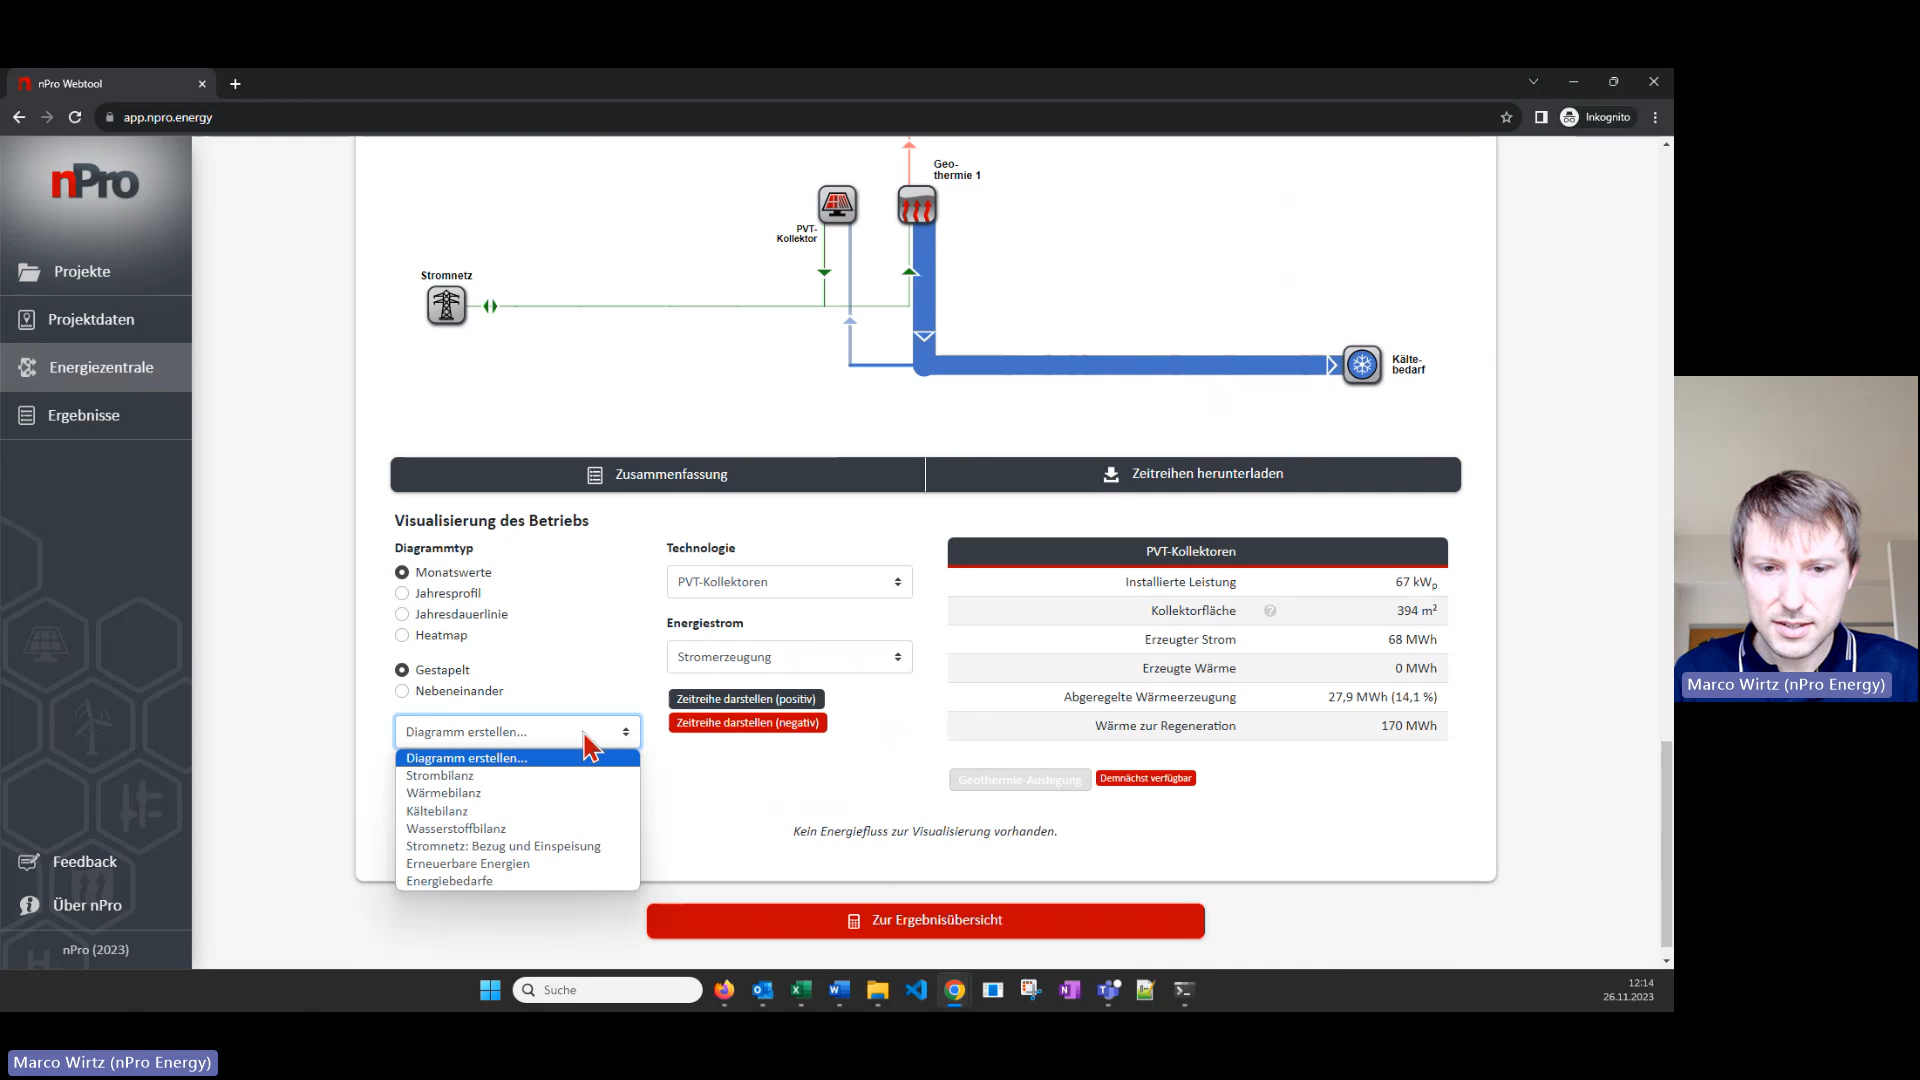 nPro Webtool
app.npro.energy
Inkognito
nPro
Projekte
Projektdaten
Energiezentrale
Ergebnisse
Feedback
Über nPro
nPro (2023)
Geo-
thermie 1
PVT-
Kollektor
Stromnetz
Kälte-
bedarf
Zusammenfassung
Zeitreihen herunterladen
Visualisierung des Betriebs
Diagrammtyp
Monatswerte
Jahresprofil
Jahresdauerlinie
Heatmap
Gestapelt
Nebeneinander
Diagramm erstellen...
Diagramm erstellen...
Strombilanz
Wärmebilanz
Kältebilanz
Wasserstoffbilanz
Stromnetz: Bezug und Einspeisung
Erneuerbare Energien
Energiebedarfe
Technologie
PVT-Kollektoren
Energiestrom
Stromerzeugung
Zeitreihe darstellen (positiv)
Zeitreihe darstellen (negativ)
PVT-Kollektoren
Installierte Leistung 67 kWp
Kollektorfläche ? 394 m²
Erzeugter Strom 68 MWh
Erzeugte Wärme 0 MWh
Abgeregelte Wärmeerzeugung 27,9 MWh (14,1 %)
Wärme zur Regeneration 170 MWh
Geothermie-Auslegung Demnächst verfügbar
Kein Energiefluss zur Visualisierung vorhanden.
Zur Ergebnisübersicht
Suche
12:14
26.11.2023
Marco Wirtz (nPro Energy)
Marco Wirtz (nPro Energy)